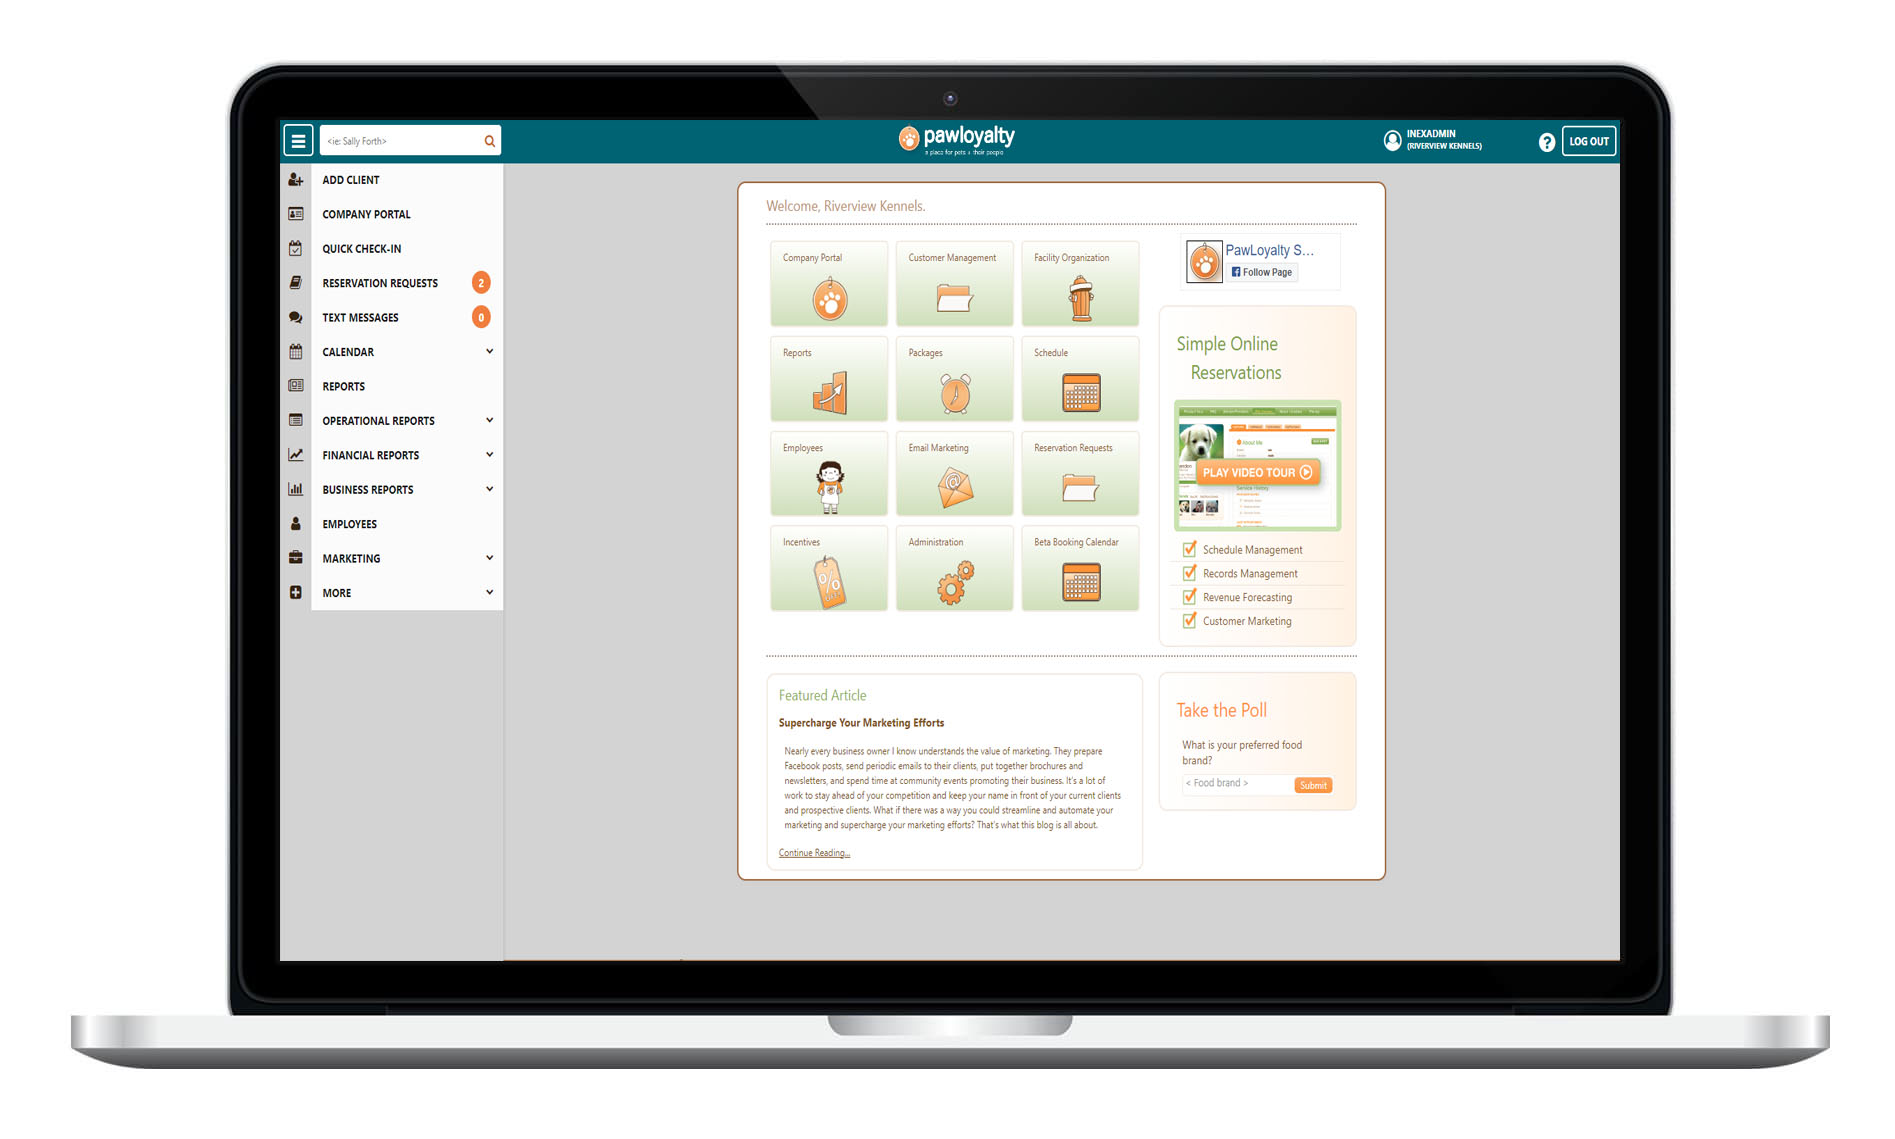 <ie: Sally Forth>
pawloyalty
a place for pets & their people
INEXADMIN
(RIVERVIEW KENNELS)
?
LOG OUT
ADD CLIENT
COMPANY PORTAL
QUICK CHECK-IN
RESERVATION REQUESTS 2
TEXT MESSAGES 0
CALENDAR
REPORTS
OPERATIONAL REPORTS
FINANCIAL REPORTS
BUSINESS REPORTS
EMPLOYEES
MARKETING
MORE
Welcome, Riverview Kennels.
Company Portal
Customer Management
Facility Organization
Reports
Packages
Schedule
Employees
Email Marketing
Reservation Requests
Incentives
Administration
Beta Booking Calendar
PawLoyalty S...
Follow Page
Simple Online
Reservations
About Me
PLAY VIDEO TOUR
Service History
Schedule Management
Records Management
Revenue Forecasting
Customer Marketing
Featured Article
Supercharge Your Marketing Efforts
Nearly every business owner I know understands the value of marketing. They prepare
Facebook posts, send periodic emails to their clients, put together brochures and
newsletters, and spend time at community events promoting their business. It's a lot of
work to stay ahead of your competition and keep your name in front of your current clients
and prospective clients. What if there was a way you could streamline and automate your
marketing and supercharge your marketing efforts? That's what this blog is all about.
Continue Reading...
Take the Poll
What is your preferred food
brand?
< Food brand >
Submit